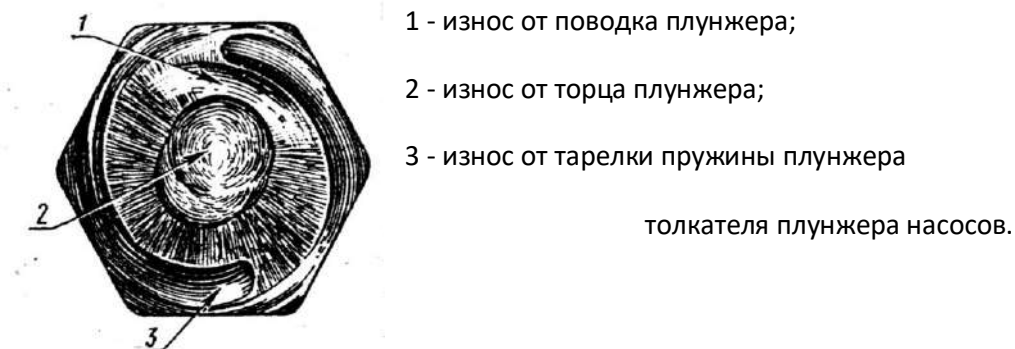 1
1 - износ от поводка плунжера;
2 - износ от торца плунжера;
3 - износ от тарелки пружины плунжера
2
толкателя плунжера насосов.
3